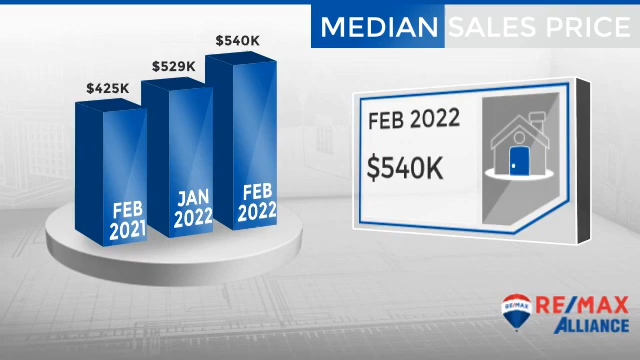 MEDIAN SALES PRICE
$540K
$529K
$425K
FEB
2021
JAN
2022
FEB
2022
FEB 2022
$540K
RE/MAX
RE/MAX
ALLIANCE